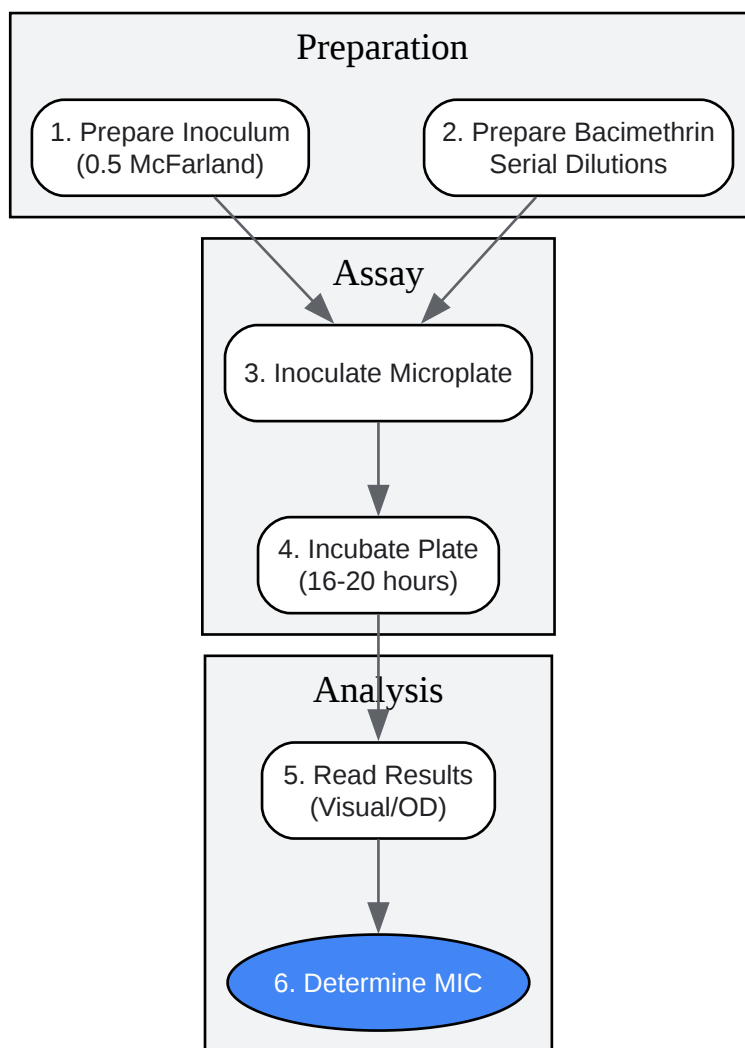 Preparation
1. Prepare Inoculum
(0.5 McFarland)
2. Prepare Bacimethrin
Serial Dilutions
Assay
3. Inoculate Microplate
4. Incubate Plate
(16-20 hours)
Analysis
5. Read Results
(Visual/OD)
6. Determine MIC